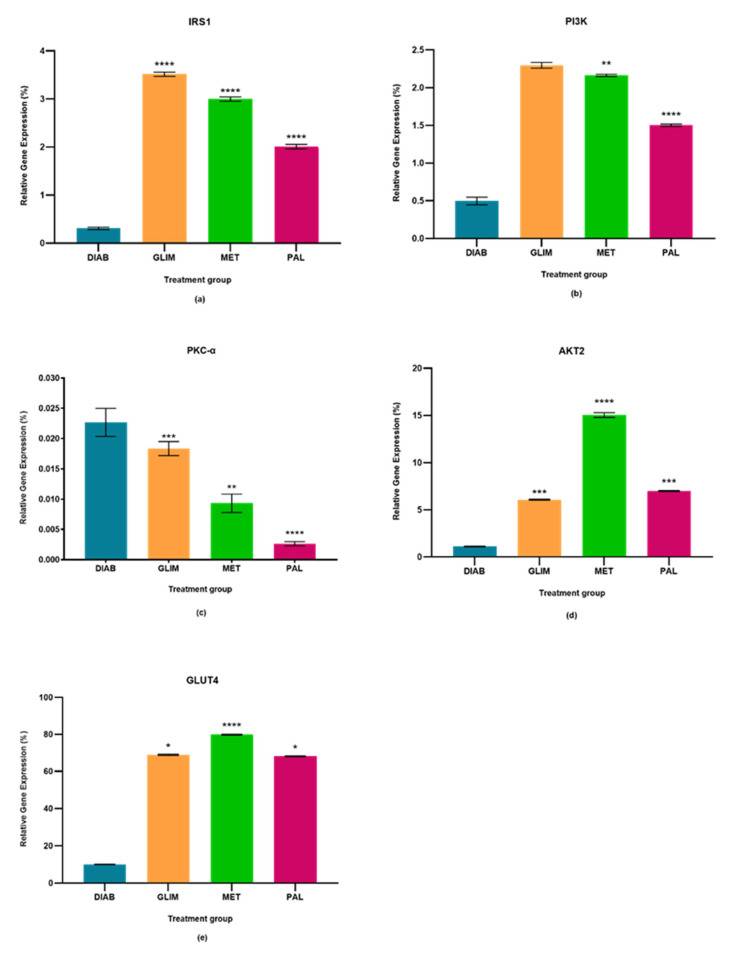 IRS1
Relative Gene Expression (%)
4
3
2
1
0
****
****
****
DIAB GLIM MET PAL
Treatment group
(a)
PI3K
Relative Gene Expression (%)
2.5
2.0
1.5
1.0
0.5
0.0
**
****
DIAB GLIM MET PAL
Treatment group
(b)
PKC-α
Relative Gene Expression (%)
0.030
0.025
0.020
0.015
0.010
0.005
0.000
***
**
****
DIAB GLIM MET PAL
Treatment group
(c)
AKT2
Relative Gene Expression (%)
20
15
10
5
0
***
****
***
DIAB GLIM MET PAL
Treatment group
(d)
GLUT4
Relative Gene Expression (%)
100
80
60
40
20
0
*
****
*
DIAB GLIM MET PAL
Treatment group
(e)